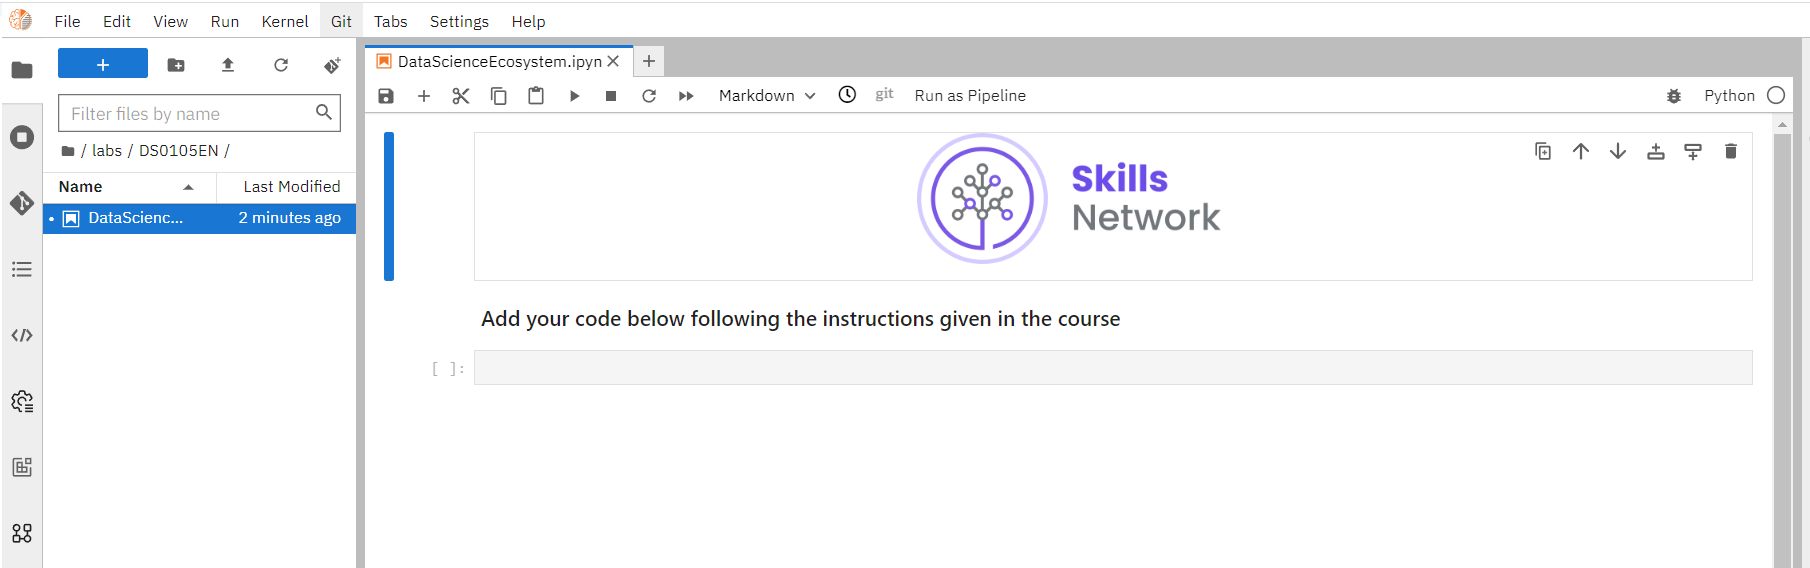 File Edit View Run Kernel Git Tabs Settings Help
+
Filter files by name
/ labs / DS0105EN /
Name Last Modified
DataScienc... 2 minutes ago
DataScienceEcosystem.ipyn
Markdown git Run as Pipeline Python
Skills
Network
Add your code below following the instructions given in the course
[ ]: